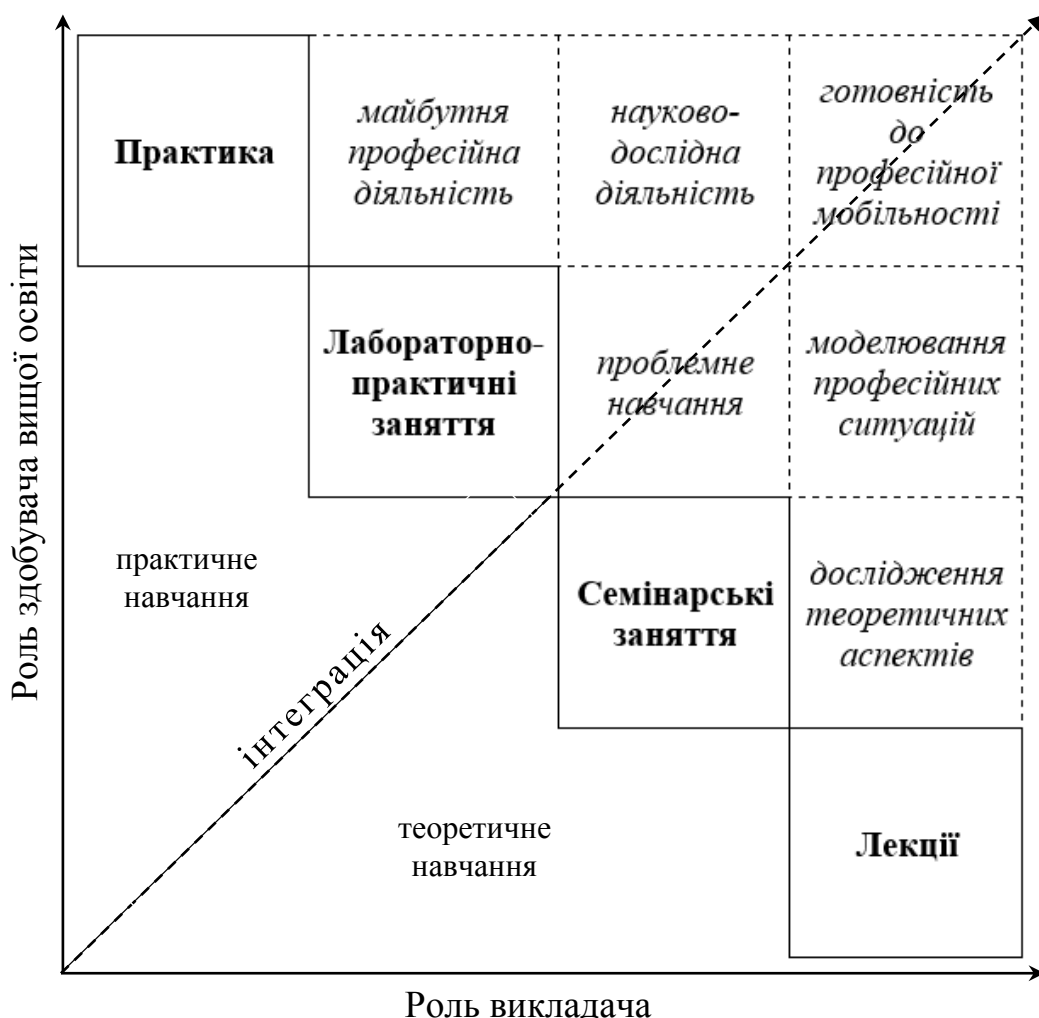 Роль здобувача вищої освіти
Практика
майбутня
професійна
діяльність
науково-
дослідна
діяльність
готовність
до
професійної
мобільності
Лабораторно-
практичні
заняття
проблемне
навчання
моделювання
професійних
ситуацій
практичне
навчання
Семінарські
заняття
дослідження
теоретичних
аспектів
інтеграція
теоретичне
навчання
Лекції
Роль викладача